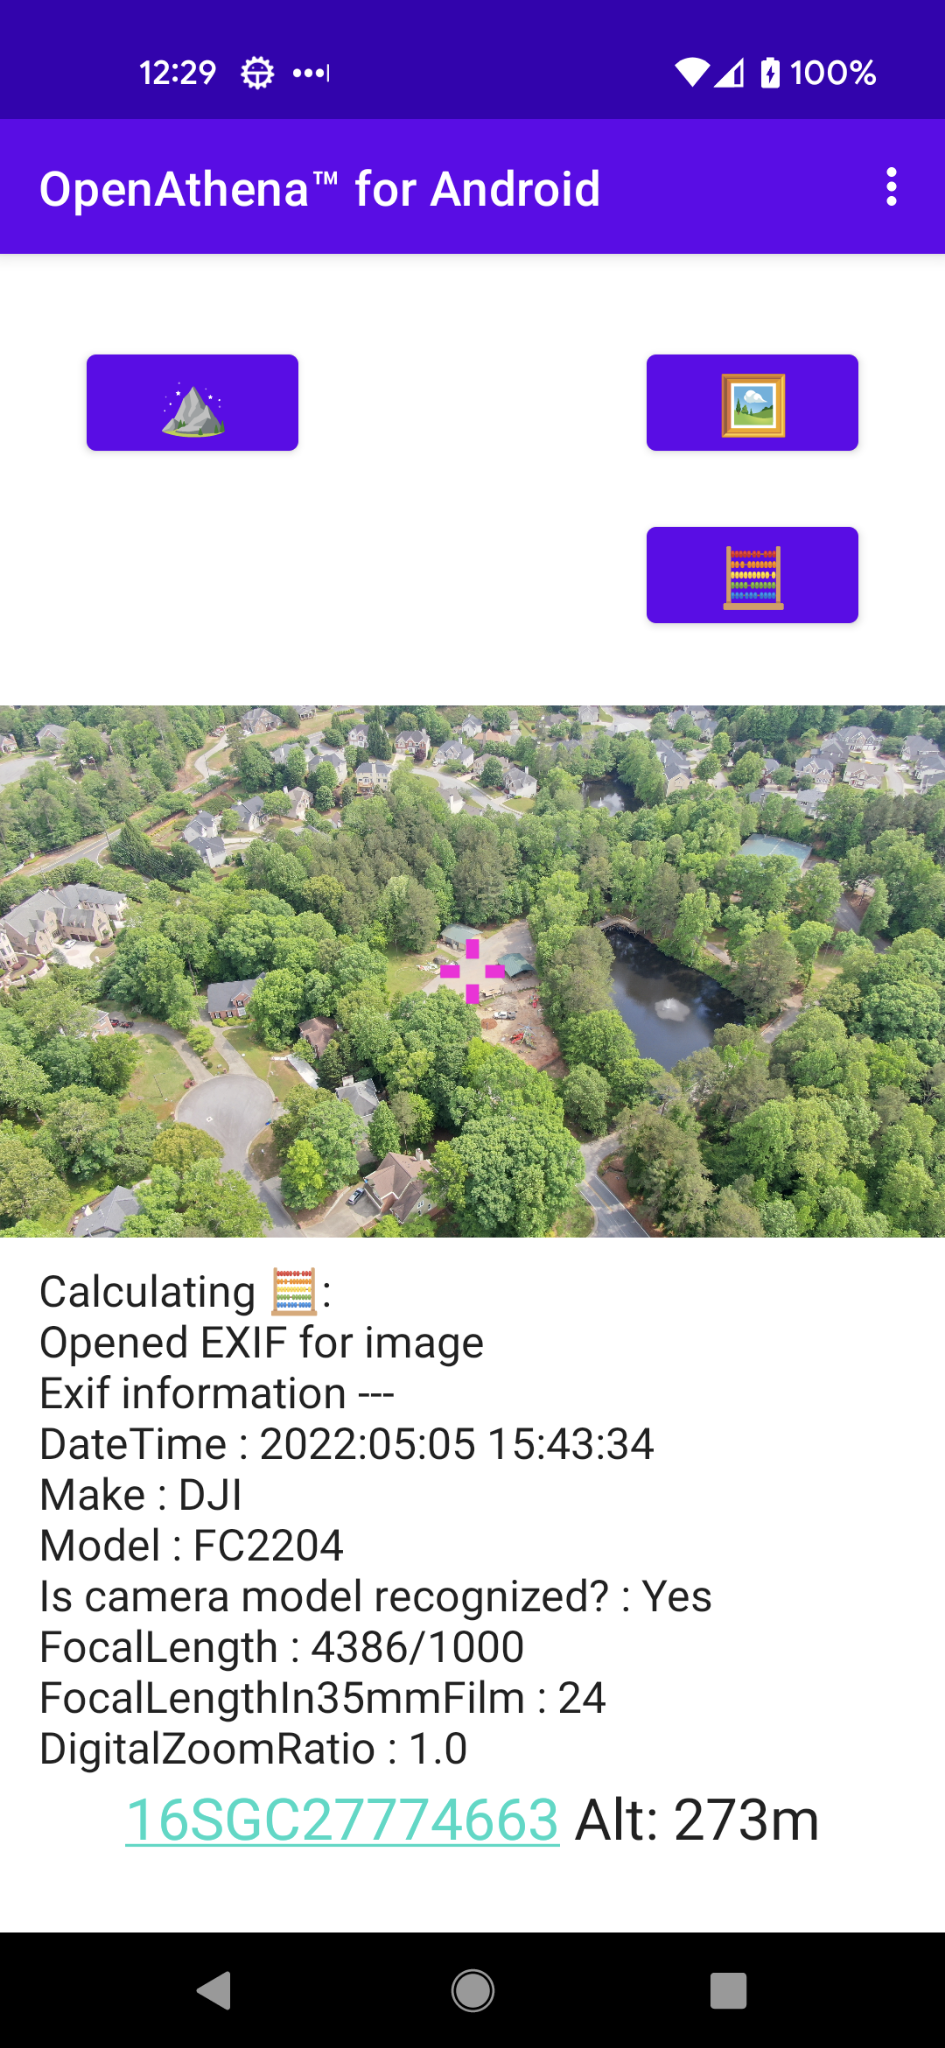 12:29 100%
OpenAthena™ for Android
Calculating 🧮:
Opened EXIF for image
Exif information ---
DateTime : 2022:05:05 15:43:34
Make : DJI
Model : FC2204
Is camera model recognized? : Yes
FocalLength : 4386/1000
FocalLengthIn35mmFilm : 24
DigitalZoomRatio : 1.0
16SGC27774663 Alt: 273m